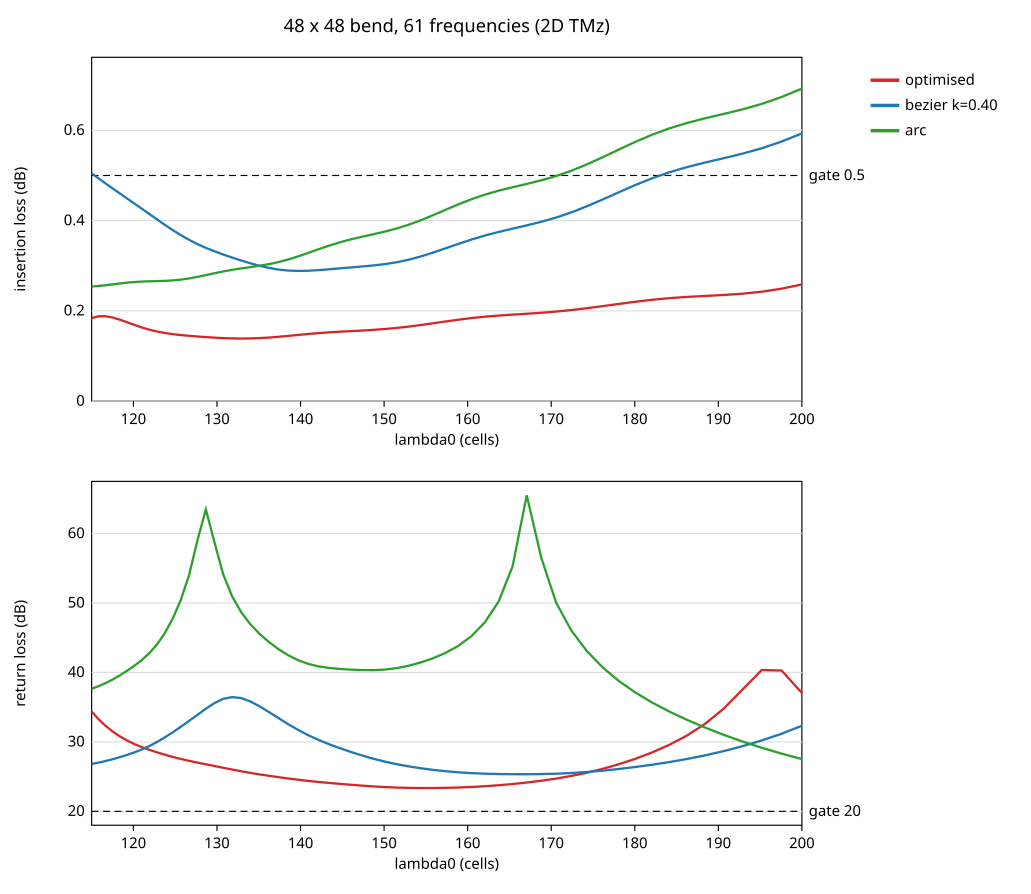 48 x 48 bend, 61 frequencies (2D TMz)
optimised
bezier k=0.40
arc
insertion loss (dB)
0.6
0.4
0.2
0
gate 0.5
120 130 140 150 160 170 180 190 200
lambda0 (cells)
return loss (dB)
60
50
40
30
20
gate 20
120 130 140 150 160 170 180 190 200
lambda0 (cells)